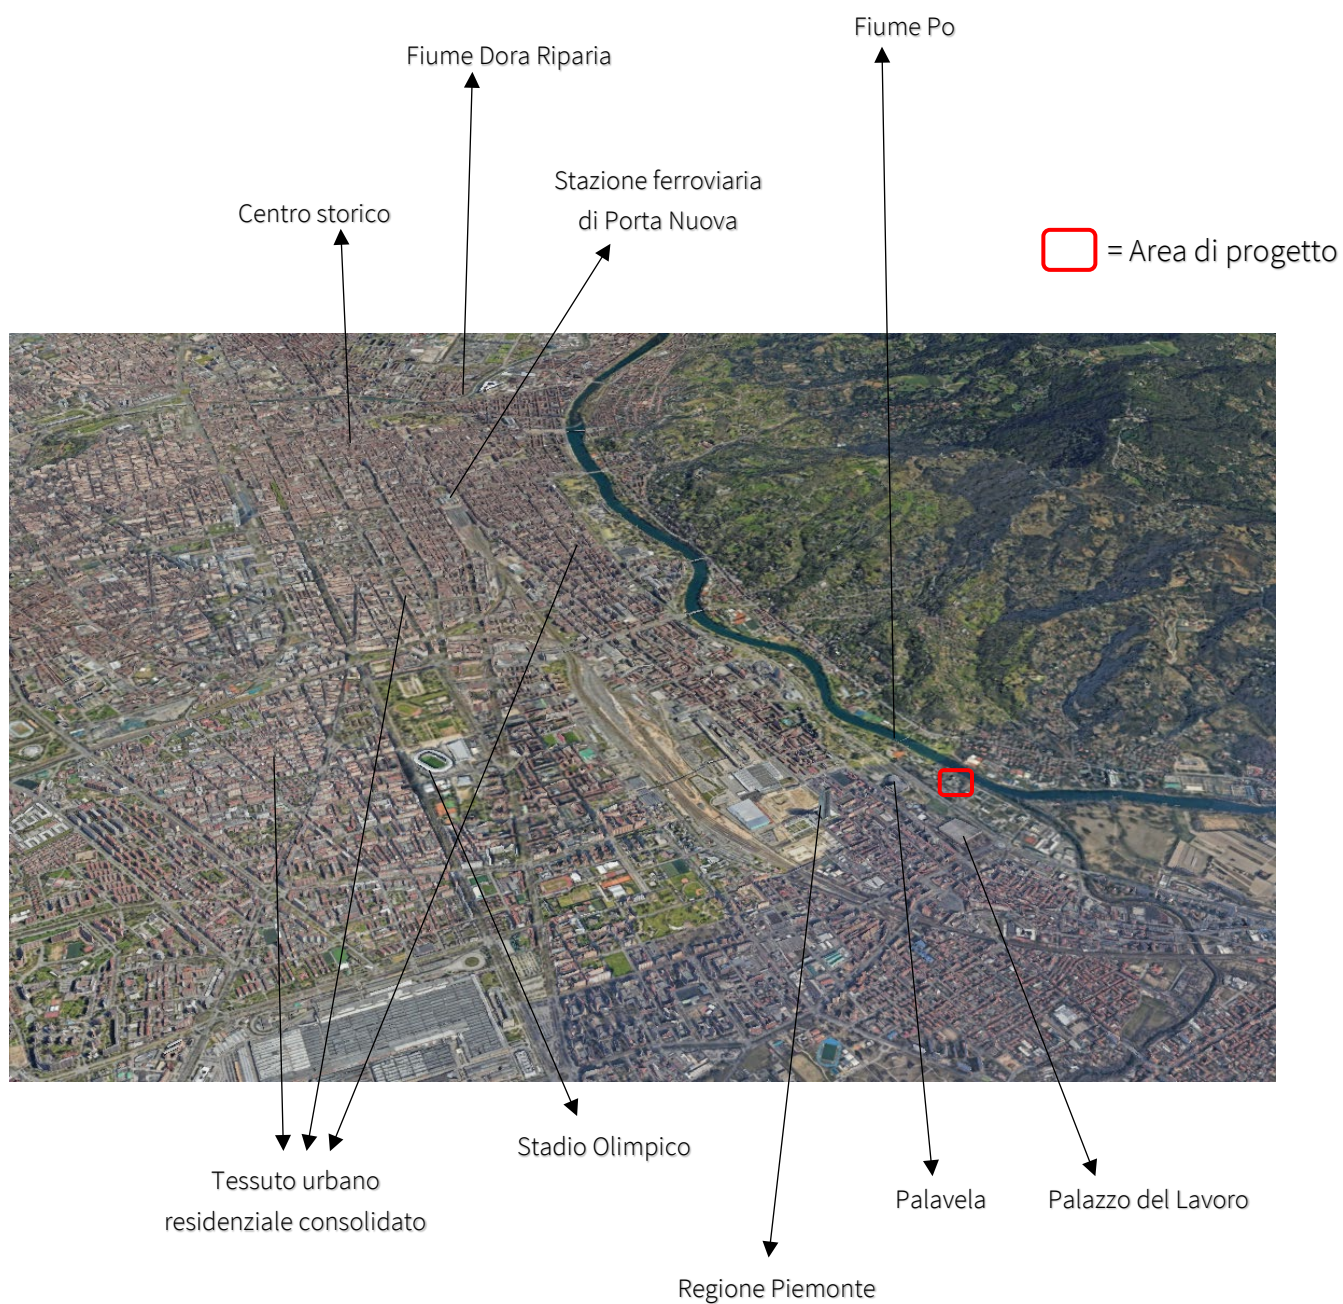 Fiume Po
Fiume Dora Riparia
Stazione ferroviaria
di Porta Nuova
Centro storico
= Area di progetto
Stadio Olimpico
Tessuto urbano
residenziale consolidato
Palavela
Palazzo del Lavoro
Regione Piemonte